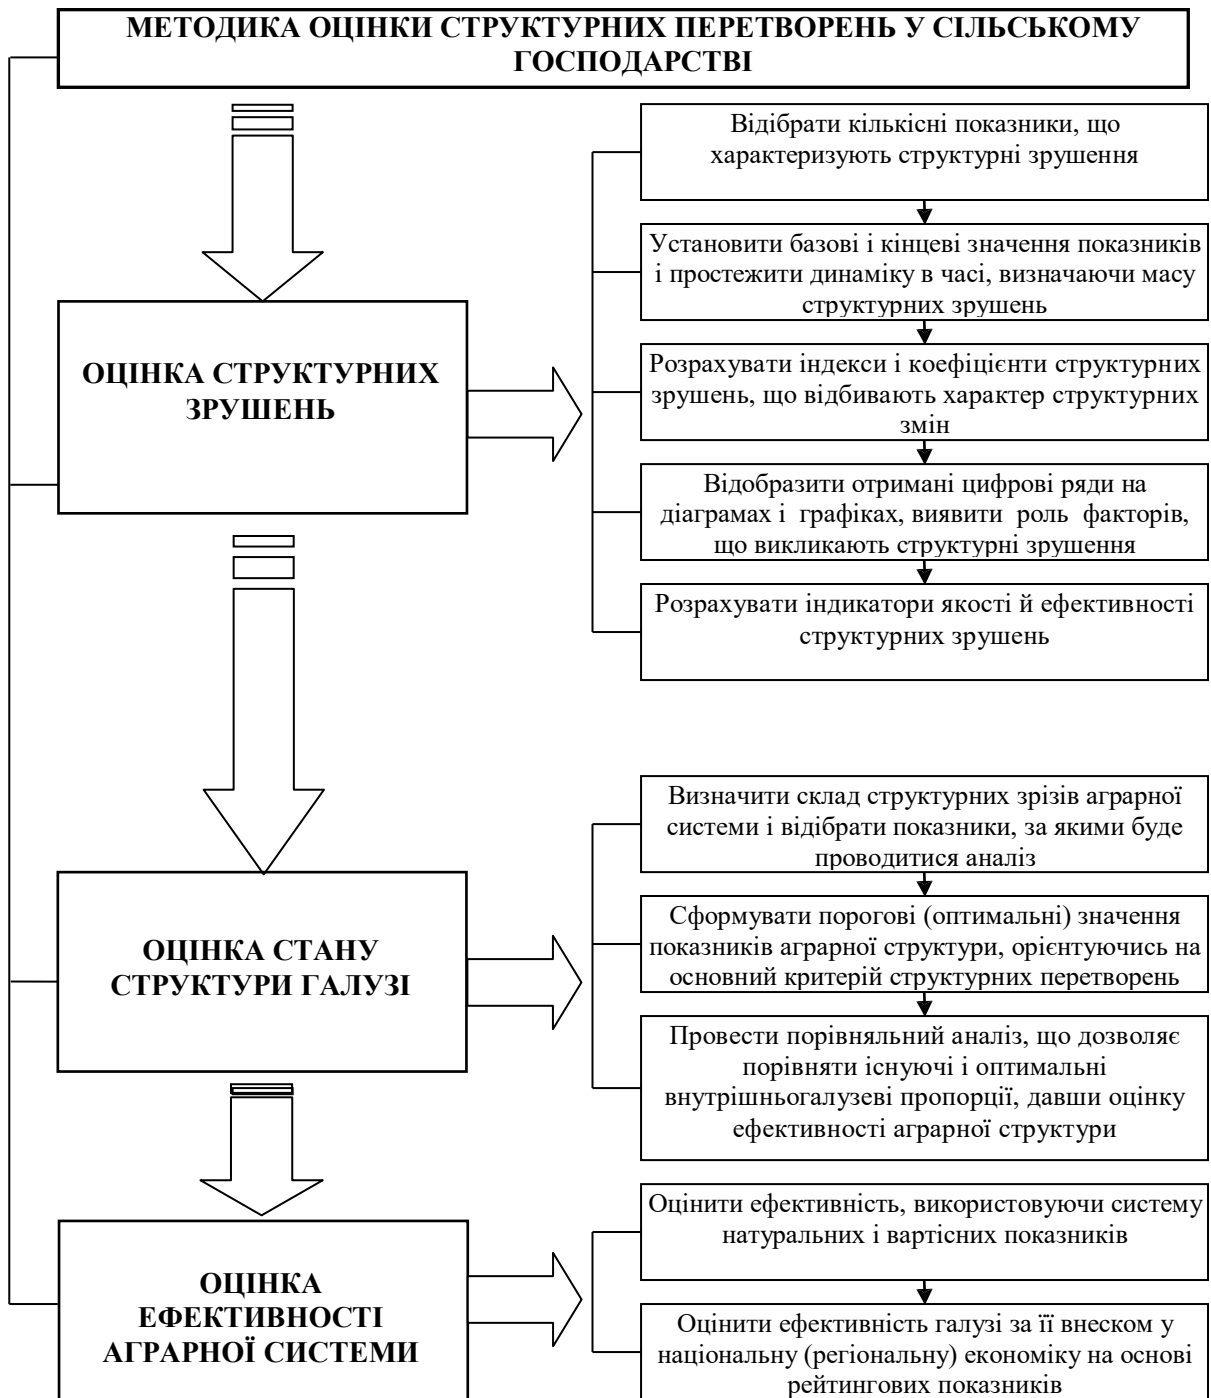 МЕТОДИКА ОЦІНКИ СТРУКТУРНИХ ПЕРЕТВОРЕНЬ У СІЛЬСЬКОМУ
ГОСПОДАРСТВІ
ОЦІНКА СТРУКТУРНИХ
ЗРУШЕНЬ
Відібрати кількісні показники, що
характеризують структурні зрушення
Установити базові і кінцеві значення показників
і простежити динаміку в часі, визначаючи масу
структурних зрушень
Розрахувати індекси і коефіцієнти структурних
зрушень, що відбивають характер структурних
змін
Відобразити отримані цифрові ряди на
діаграмах і графіках, виявити роль факторів,
що викликають структурні зрушення
Розрахувати індикатори якості й ефективності
структурних зрушень
ОЦІНКА СТАНУ
СТРУКТУРИ ГАЛУЗІ
Визначити склад структурних зрізів аграрної
системи і відібрати показники, за якими буде
проводитися аналіз
Сформувати порогові (оптимальні) значення
показників аграрної структури, орієнтуючись на
основний критерій структурних перетворень
Провести порівняльний аналіз, що дозволяє
порівняти існуючі і оптимальні
внутрішньогалузеві пропорції, давши оцінку
ефективності аграрної структури
ОЦІНКА
ЕФЕКТИВНОСТІ
АГРАРНОЇ СИСТЕМИ
Оцінити ефективність, використовуючи систему
натуральних і вартісних показників
Оцінити ефективність галузі за її внеском у
національну (регіональну) економіку на основі
рейтингових показників